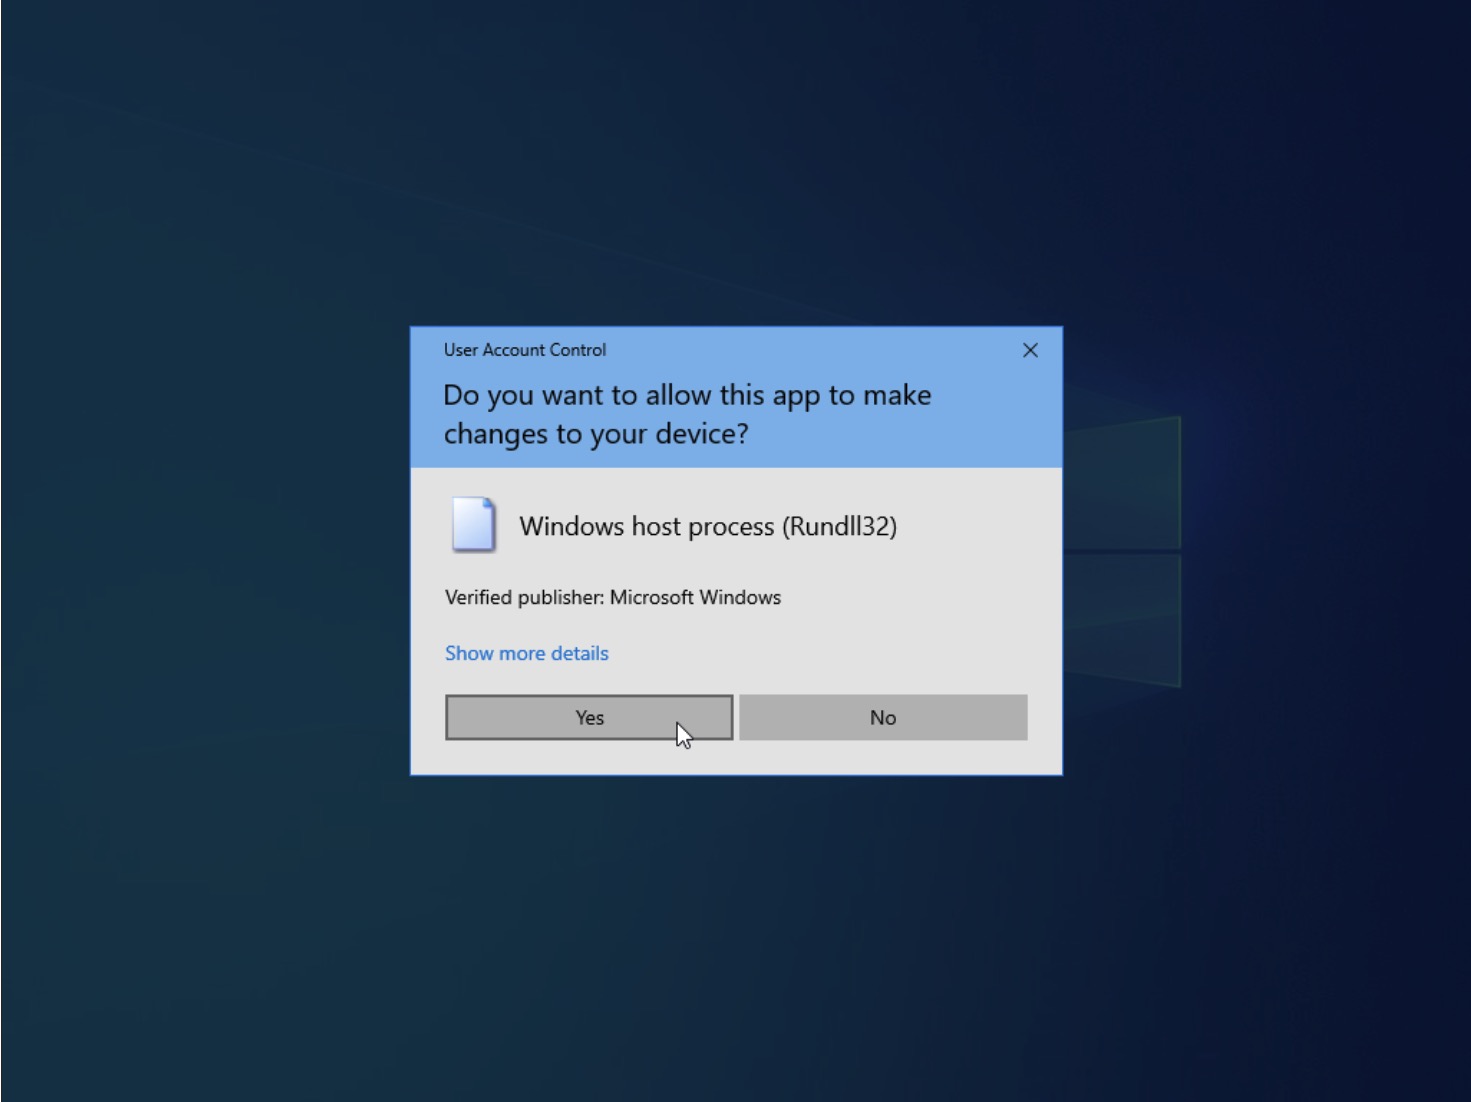 User Account Control
Do you want to allow this app to make
changes to your device?
Windows host process (Rundll32)
Verified publisher: Microsoft Windows
Show more details
Yes
No